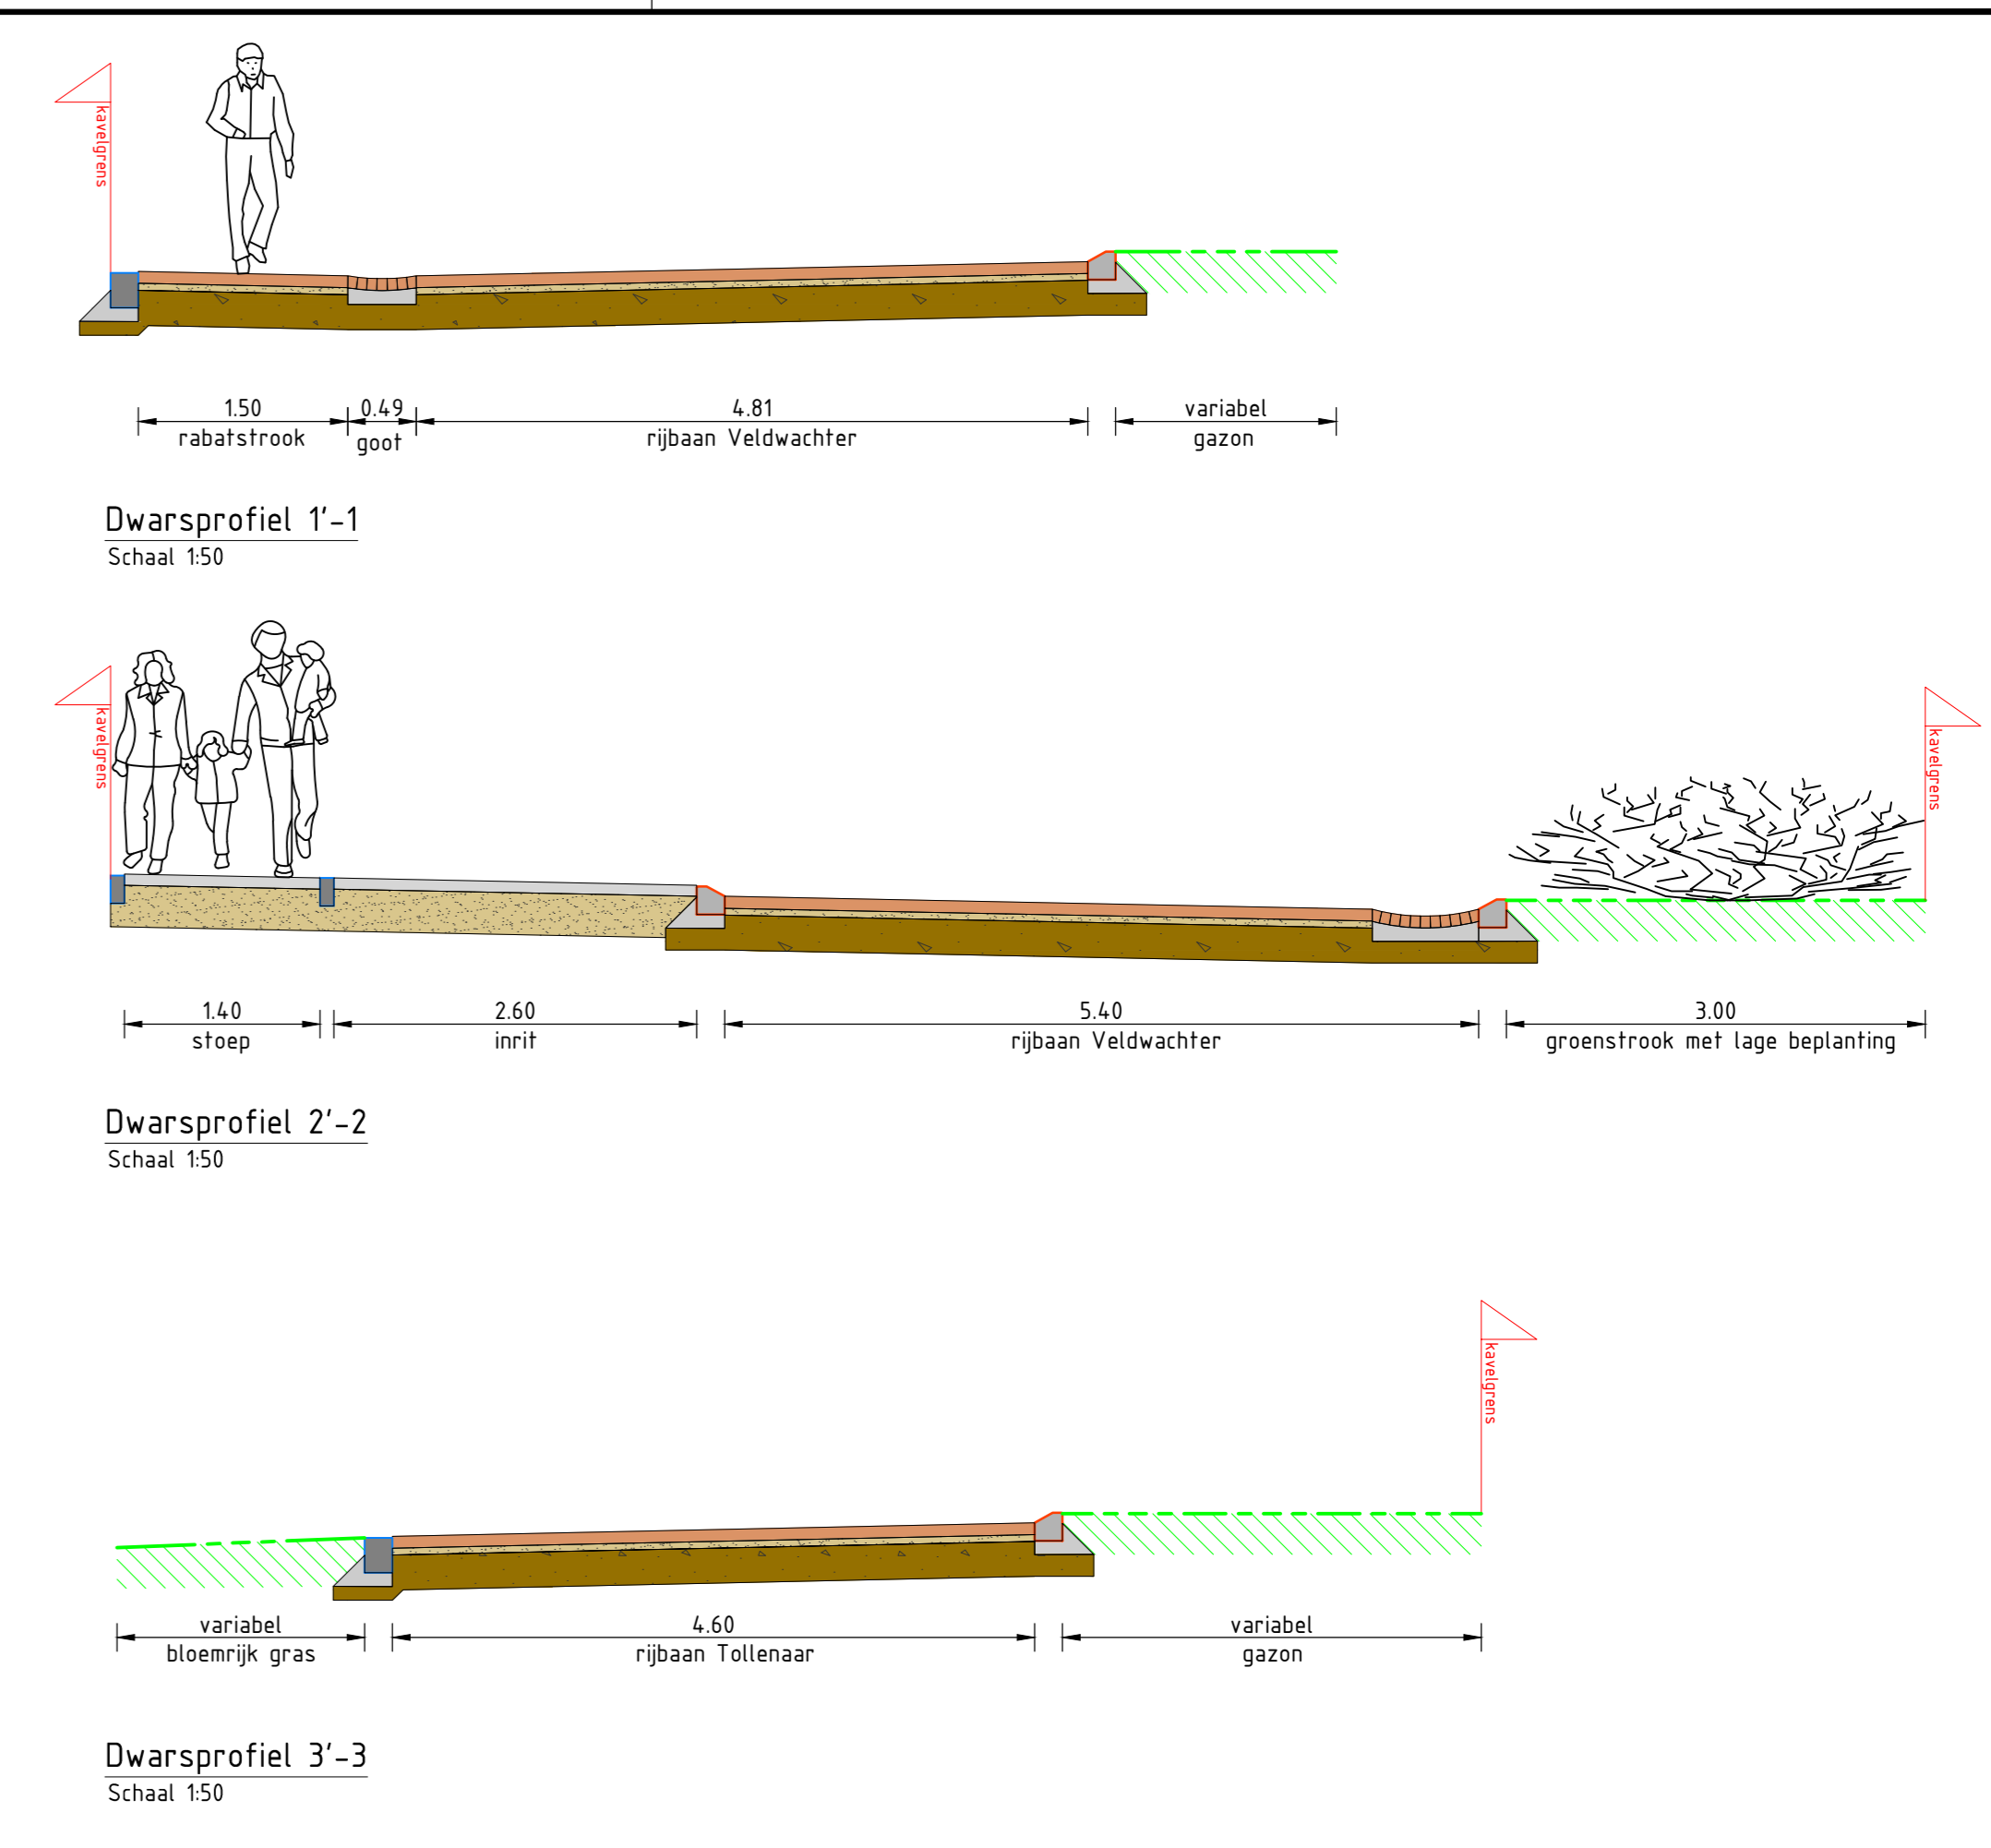 kavelgrens
1.50
0.49
4.81
variabel
rabatstrook
goot
rijbaan Veldwachter
gazon
Dwarsprofiel 1'-1
Schaal 1:50
kavelgrens
kavelgrens
1.40
2.60
5.40
3.00
stoep
inrit
rijbaan Veldwachter
groenstrook met lage beplanting
Dwarsprofiel 2'-2
Schaal 1:50
kavelgrens
variabel
4.60
variabel
bloemrijk gras
rijbaan Tollenaar
gazon
Dwarsprofiel 3'-3
Schaal 1:50